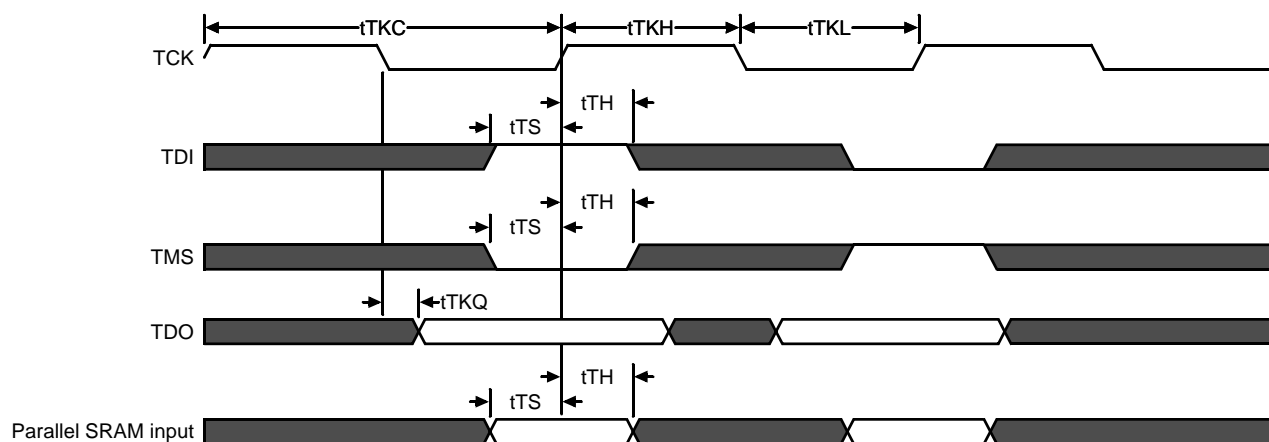 tTKC tTKH tTKL
TCK
tTH
tTS
TDI
tTH
tTS
TMS
tTKQ
TDO
tTH
tTS
Parallel SRAM input